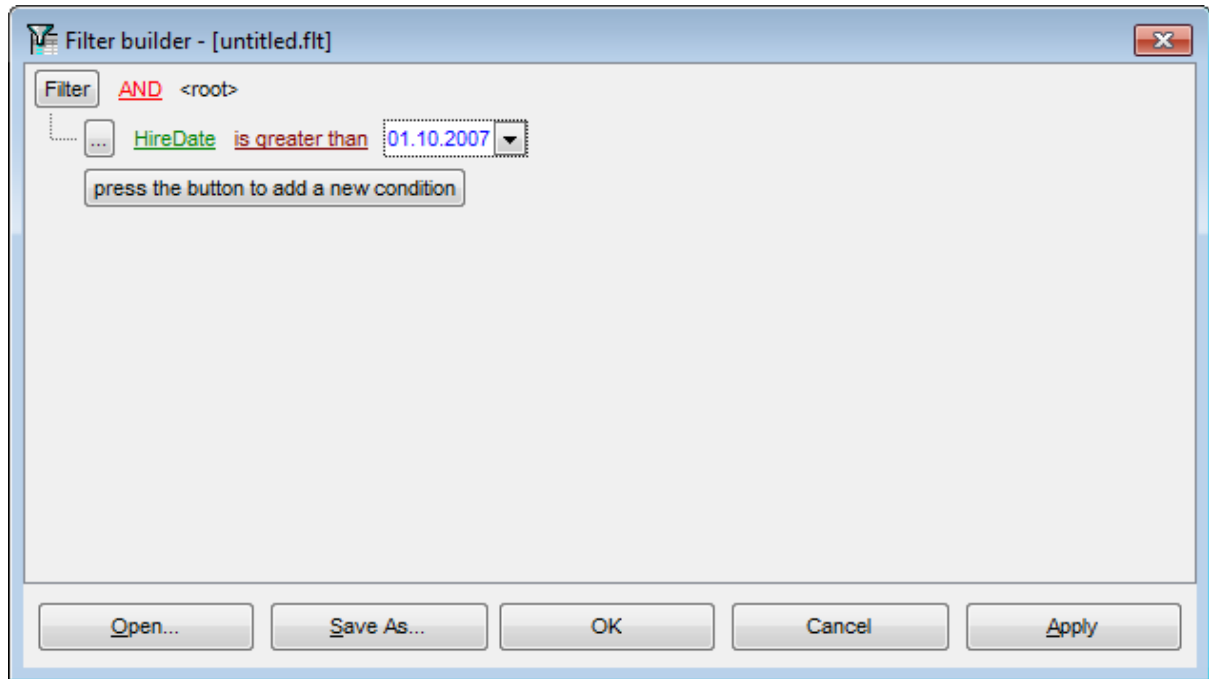 Filter builder - [untitled.flt]
Filter AND <root>
... HireDate is greater than 01.10.2007
press the button to add a new condition
Open... Save As... OK Cancel Apply